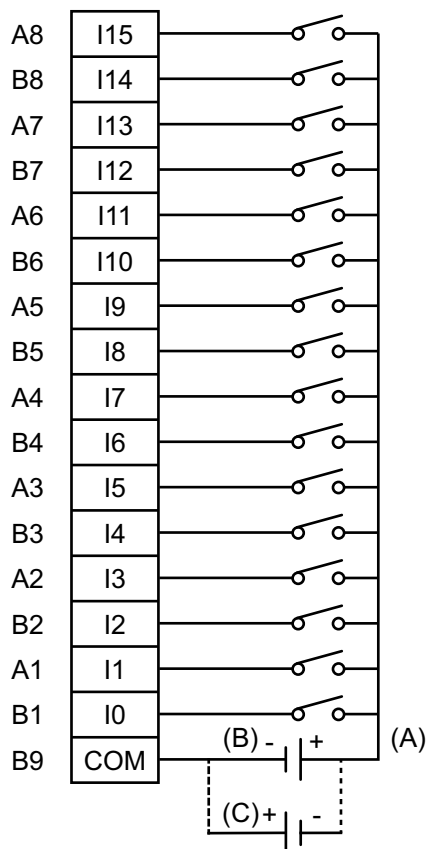 A8 I15
B8 I14
A7 I13
B7 I12
A6 I11
B6 I10
A5 I9
B5 I8
A4 I7
B4 I6
A3 I5
B3 I4
A2 I3
B2 I2
A1 I1
B1 I0
B9 COM (B) - + (A)
(C) + -